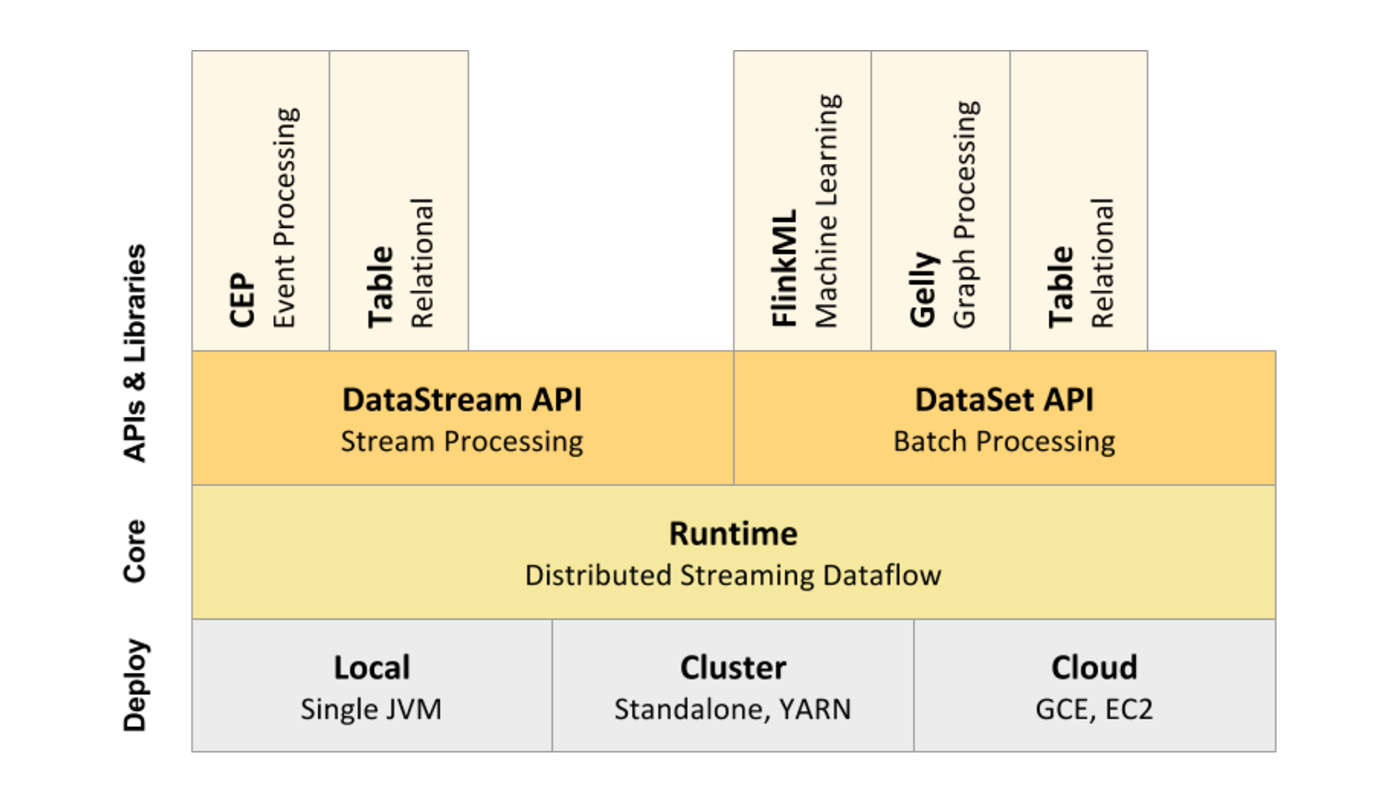 APIs & Libraries
CEP
Event Processing
Table
Relational
FlinkML
Machine Learning
Gelly
Graph Processing
Table
Relational
DataStream API
Stream Processing
DataSet API
Batch Processing
Core
Runtime
Distributed Streaming Dataflow
Deploy
Local
Single JVM
Cluster
Standalone, YARN
Cloud
GCE, EC2